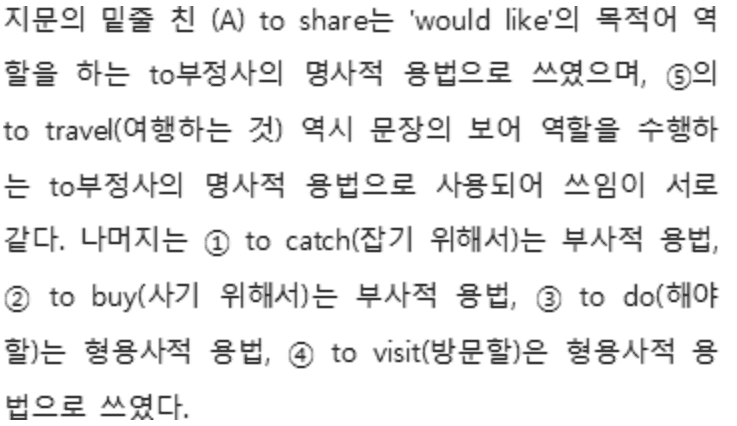 지문의 밑줄 친 (A) to share는 'would like'의 목적어 역
할을 하는 to부정사의 명사적 용법으로 쓰였으며, ⑤의
to travel(여행하는 것) 역시 문장의 보어 역할을 수행하
는 to부정사의 명사적 용법으로 사용되어 쓰임이 서로
같다. 나머지는 ① to catch(잡기 위해서)는 부사적 용법,
② to buy(사기 위해서)는 부사적 용법, ③ to do(해야
할)는 형용사적 용법, ④ to visit(방문할)은 형용사적 용
법으로 쓰였다.